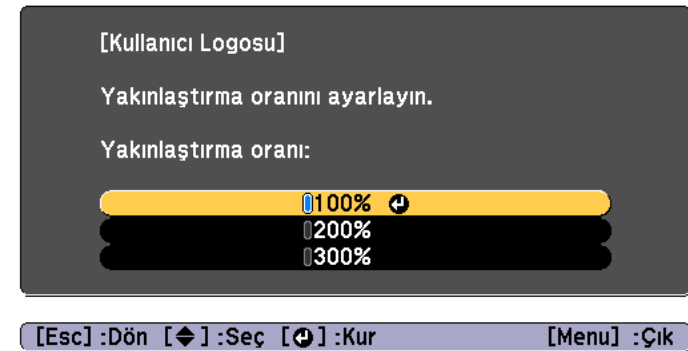 [Kullanıcı Logosu]
Yakınlaştırma oranını ayarlayın.
Yakınlaştırma oranı:
100%
200%
300%
[Esc] :Dön [◆] :Seç [⏎] :Kur [Menu] :Çık